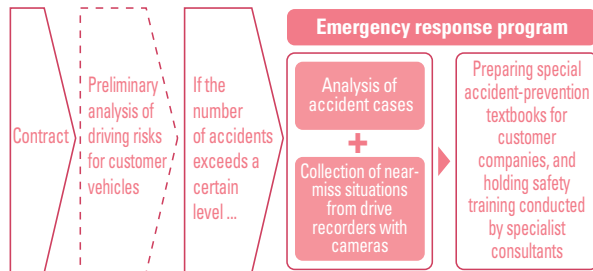 Contract
Preliminary
analysis of
driving risks
for customer
vehicles
If the
number
of accidents
exceeds a
certain
level ...
Emergency response program
Analysis of
accident cases
+
Collection of near-
miss situations
from drive
recorders with
cameras
Preparing special
accident-prevention
textbooks for
customer
companies, and
holding safety
training conducted
by specialist
consultants